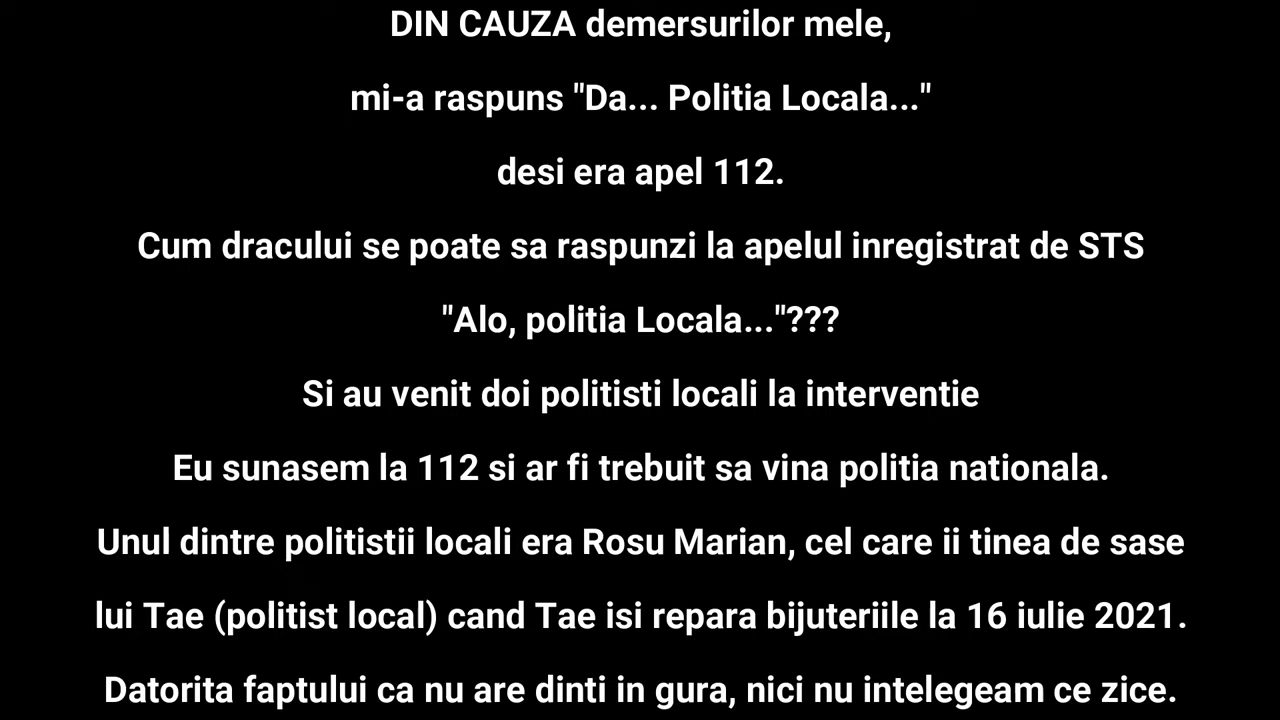 DIN CAUZA demersurilor mele,
mi-a raspuns "Da... Politia Locala..."
desi era apel 112.
Cum dracului se poate sa raspunzi la apelul inregistrat de STS
"Alo, politia Locala..."???
Si au venit doi politisti locali la interventie
Eu sunasem la 112 si ar fi trebuit sa vina politia nationala.
Unul dintre politistii locali era Rosu Marian, cel care ii tinea de sase
lui Tae (politist local) cand Tae isi repara bijuteriile la 16 iulie 2021.
Datorita faptului ca nu are dinti in gura, nici nu intelegeam ce zice.